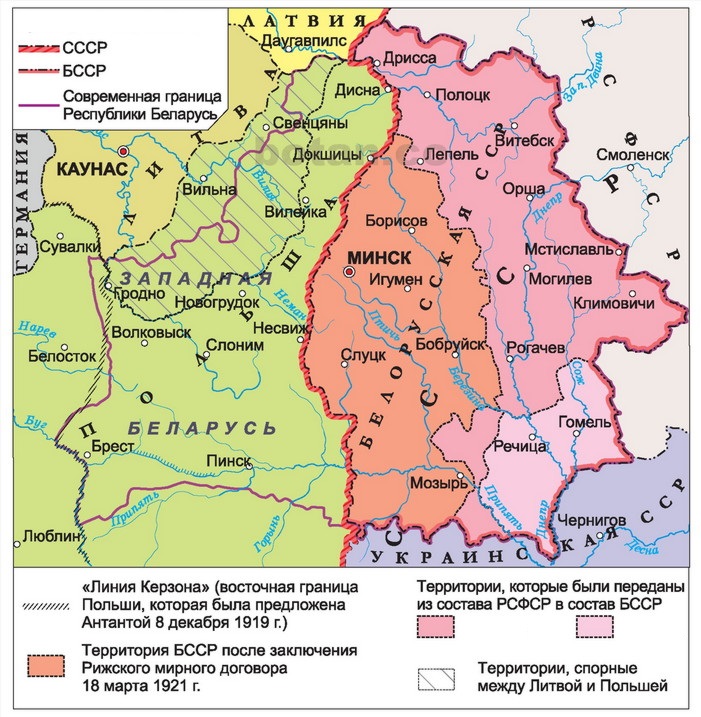 ЛАТВИЯ
Даугавпилс
СССР
БССР
Современная граница
Республики Беларусь
Дрисса
Дисна
Полоцк
Зап. Двина
РСФСР
Свенцяны
Витебск
Докшицы
Лепель
Смоленск
КАУНАС
ЛИТВА
Вильна
Вилия
Орша
Днепр
ГЕРМАНИЯ
Вилейка
Борисов
Сувалки
МИНСК
Мстиславль
ЗАПАДНАЯ
Игумен
Могилев
Гродно
Новогрудок
Неман
Климовичи
Нарев
Волковыск
Несвиж
Птичь
Белосток
Слоним
Слуцк
Бобруйск
Рогачев
Березина
Сож
ПОЛЬША
БЕЛОРУССКАЯ ССР
СССР
Буг
БЕЛАРУСЬ
Гомель
Брест
Речица
Пинск
Мозырь
Припять
Припять
Днепр
Горынь
Люблин
Чернигов
Десна
УКРАИНСКАЯ ССР
botan.cc
«Линия Керзона» (восточная граница
Польши, которая была предложена
Антантой 8 декабря 1919 г.)
Территория БССР после заключения
Рижского мирного договора
18 марта 1921 г.
Территории, которые были переданы
из состава РСФСР в состав БССР
Территории, спорные
между Литвой и Польшей